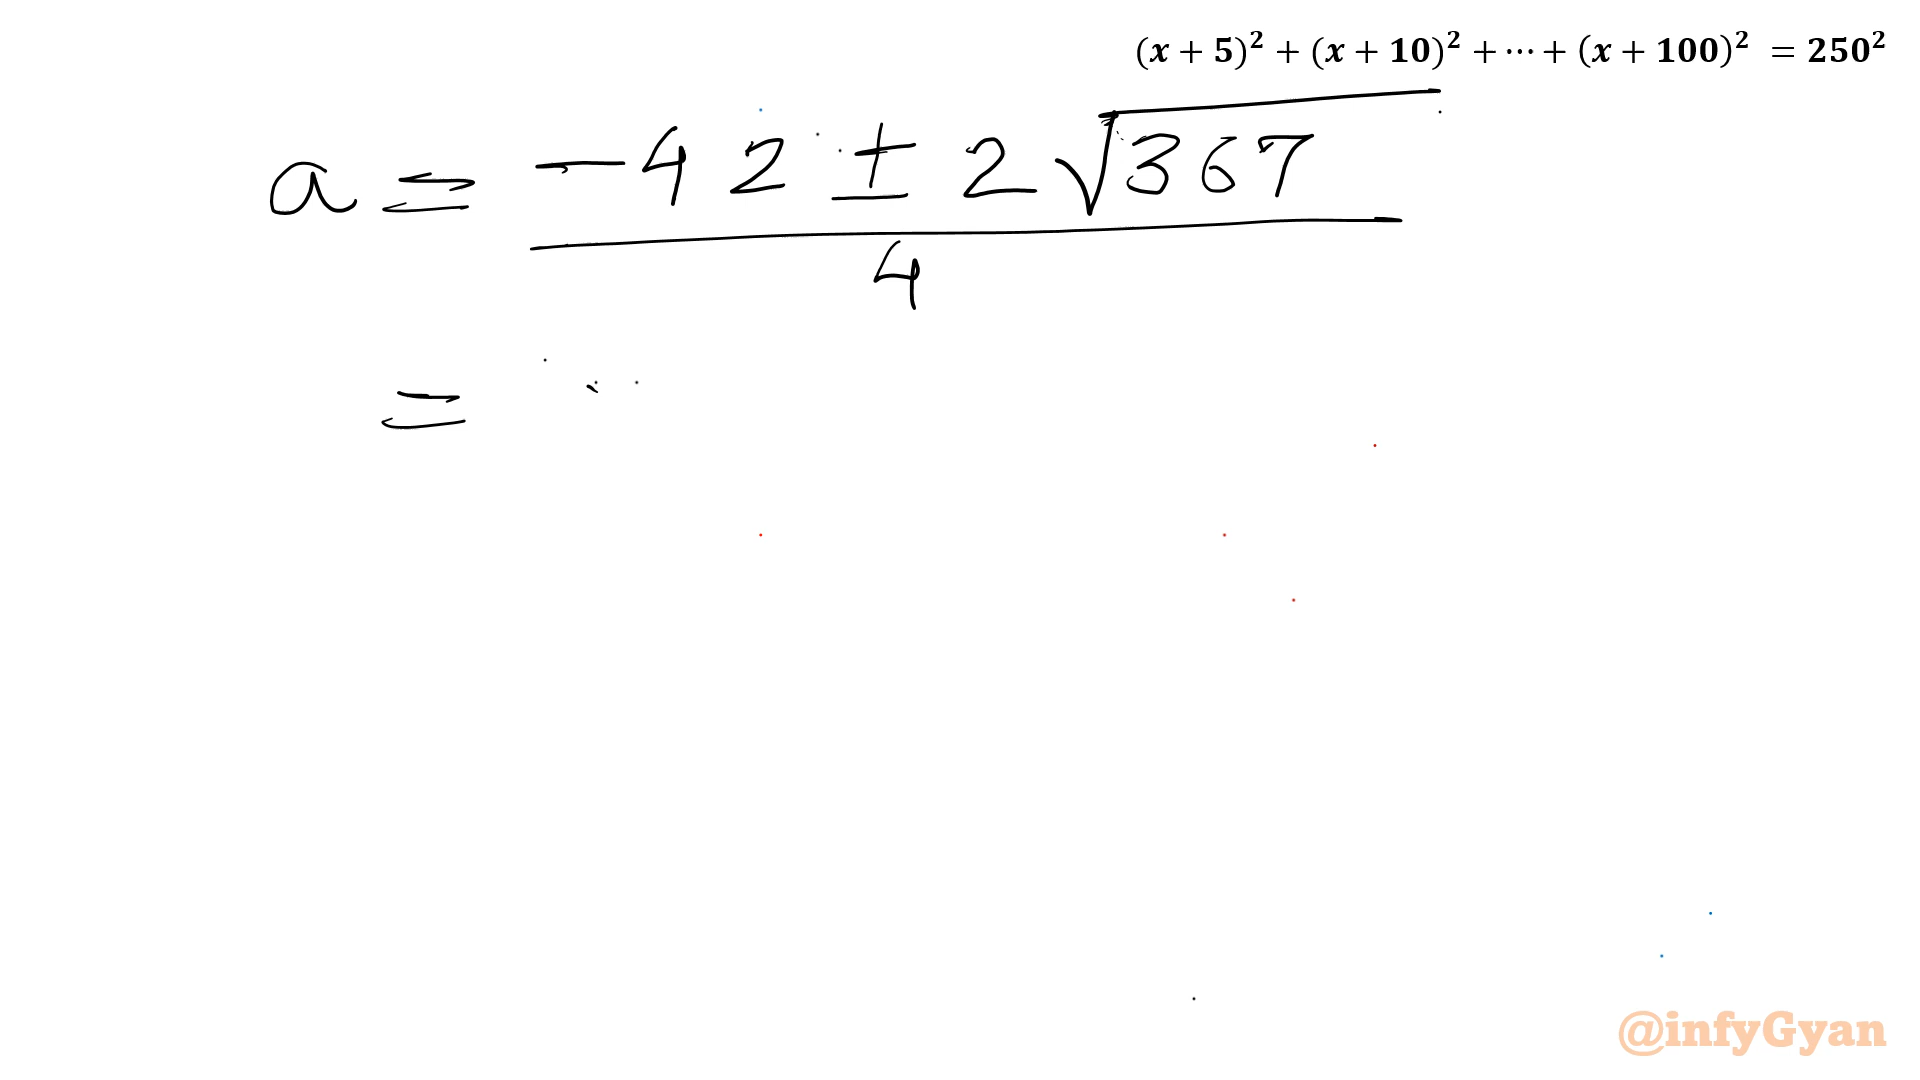 (x + 5)² + (x + 10)² + ⋯ + (x + 100)² = 250²
a = −42 ± 2√367
4
=
@infyGyan